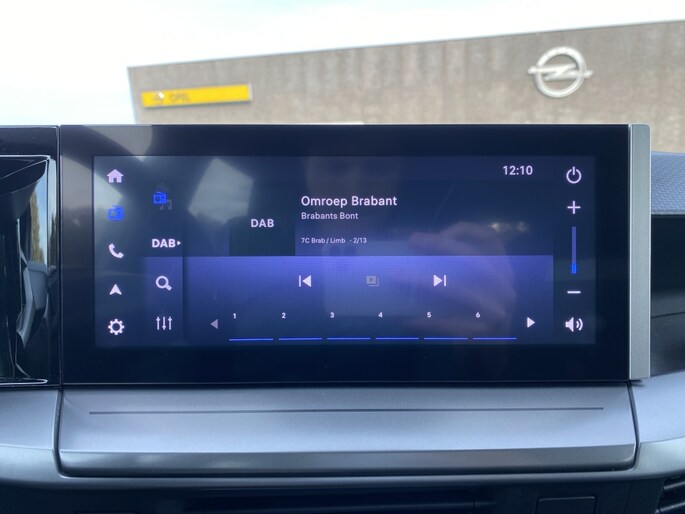 OPEL
12:10
Omroep Brabant
Brabants Bont
DAB
DAB
7C Brab / Limb - 2/13
1 2 3 4 5 6